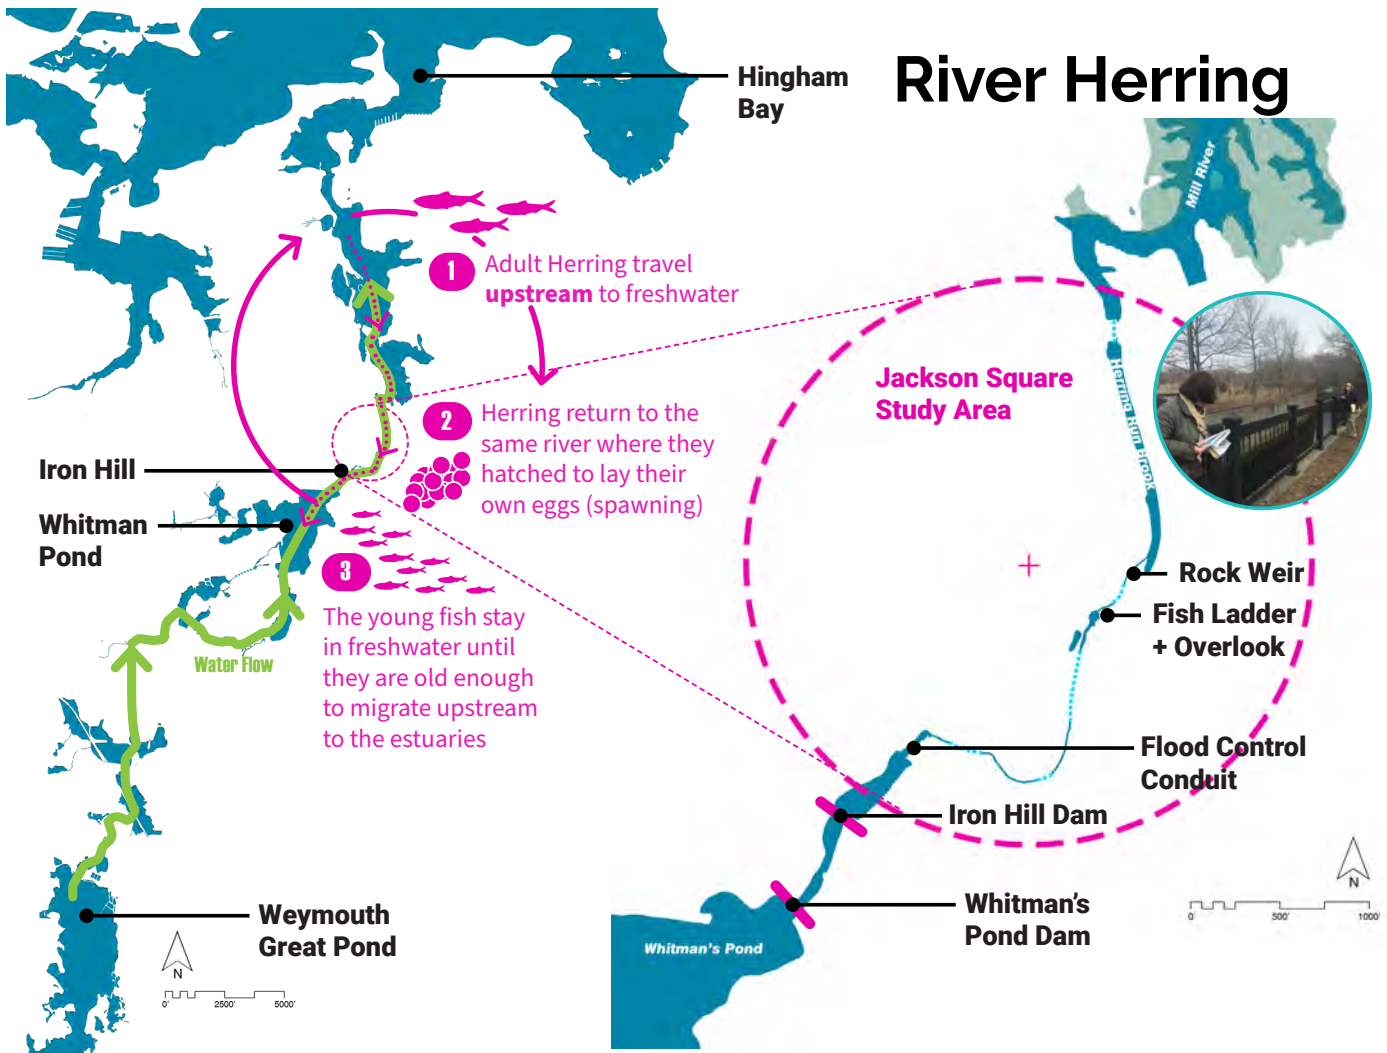 River Herring
Hingham
Bay
Mill River
1
Adult Herring travel
upstream to freshwater
Jackson Square
Study Area
Herring Run Brook
2
Herring return to the
same river where they
hatched to lay their
own eggs (spawning)
Iron Hill
Whitman
Pond
3
The young fish stay
in freshwater until
they are old enough
to migrate upstream
to the estuaries
Water Flow
Rock Weir
Fish Ladder
+ Overlook
Flood Control
Conduit
Iron Hill Dam
Whitman's
Pond Dam
Whitman's Pond
Weymouth
Great Pond
N
0' 2500' 5000'
N
0' 500' 1000'